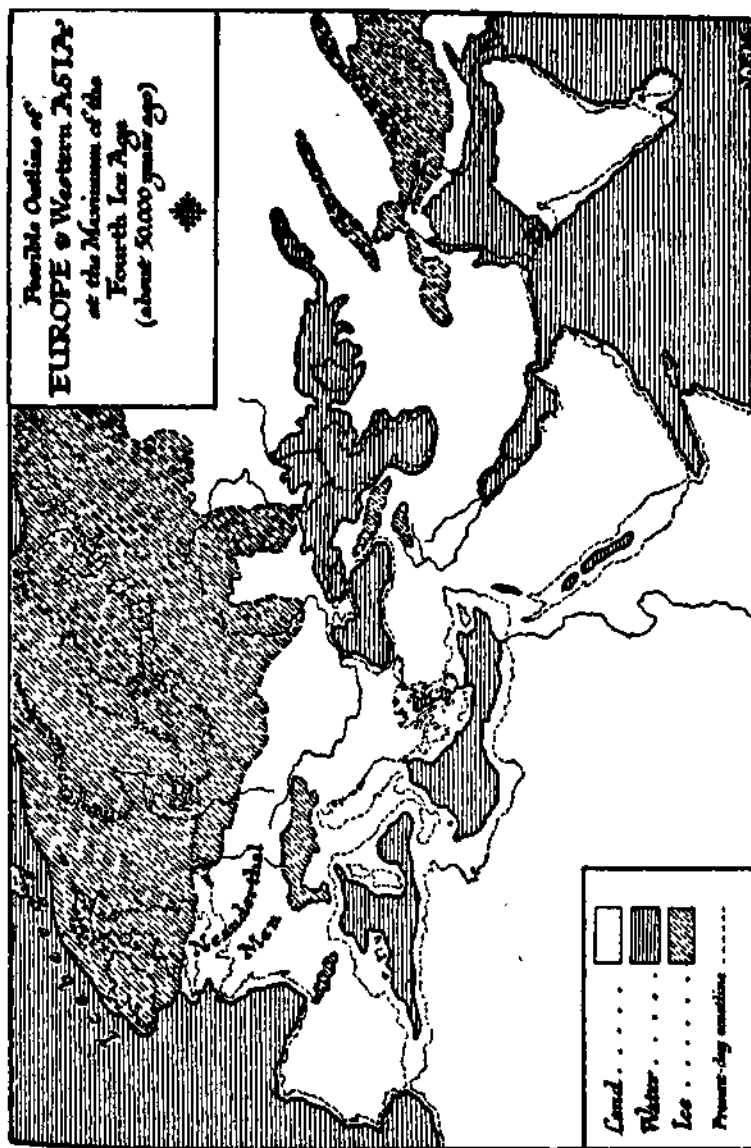 Possible Outline of
EUROPE & Western ASIA
at the Maximum of the
Fourth Ice Age
(about 50,000 years ago)
Neanderthal
Men
Land . . . . .
Water . . . . .
Ice . . . . . .
Present-day coastline